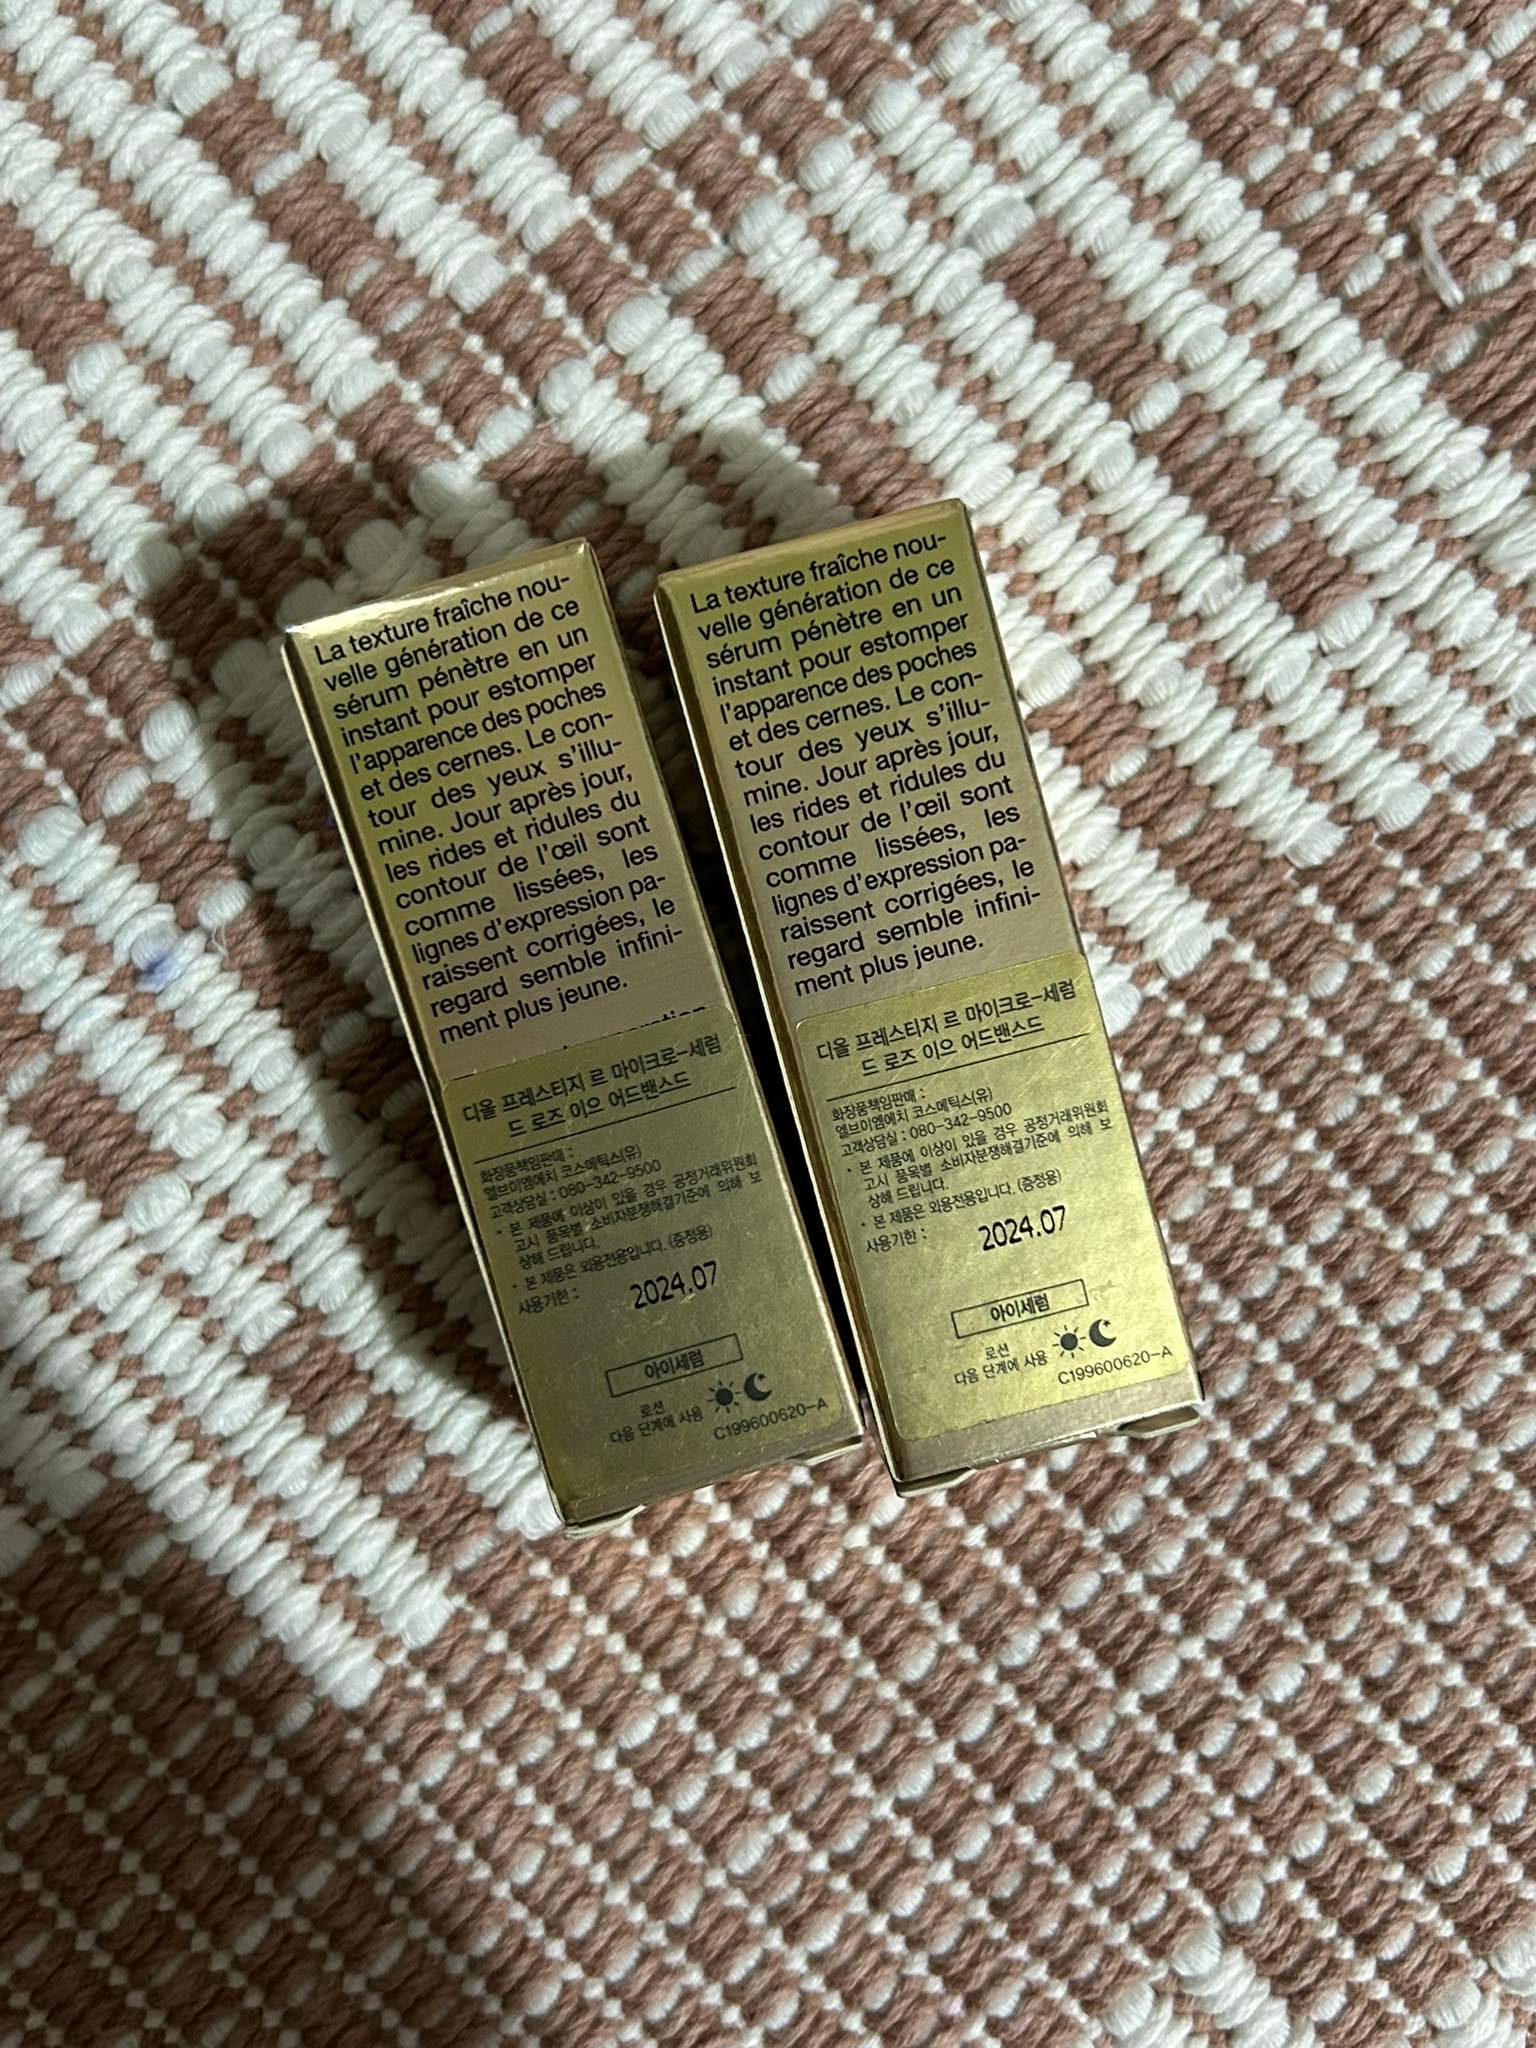 La texture fraîche nou-
velle génération de ce
sérum pénètre en un
instant pour estomper
l'apparence des poches
et des cernes. Le con-
tour des yeux s'illu-
mine. Jour après jour,
les rides et ridules du
contour de l'œil sont
comme lissées, les
lignes d'expression pa-
raissent corrigées, le
regard semble infini-
ment plus jeune.
디올 프레스티지 르 마이크로-세럼
드 로즈 이으 어드밴스드
화장품책임판매 :
엘브이엠에치 코스메틱스(유)
고객상담실 : 080-342-9500
• 본 제품에 이상이 있을 경우 공정거래위원회
고시 품목별 소비자분쟁해결기준에 의해 보
상해 드립니다.
• 본 제품은 외용전용입니다. (증정용)
사용기한 : 2024.07
아이세럼
로션
다음 단계에 사용
C199600620-A
La texture fraîche nou-
velle génération de ce
sérum pénètre en un
instant pour estomper
l'apparence des poches
et des cernes. Le con-
tour des yeux s'illu-
mine. Jour après jour,
les rides et ridules du
contour de l'œil sont
comme lissées, les
lignes d'expression pa-
raissent corrigées, le
regard semble infini-
ment plus jeune.
디올 프레스티지 르 마이크로-세럼
드 로즈 이으 어드밴스드
화장품책임판매 :
엘브이엠에치 코스메틱스(유)
고객상담실 : 080-342-9500
• 본 제품에 이상이 있을 경우 공정거래위원회
고시 품목별 소비자분쟁해결기준에 의해 보
상해 드립니다.
• 본 제품은 외용전용입니다. (증정용)
사용기한 : 2024.07
아이세럼
로션
다음 단계에 사용
C199600620-A